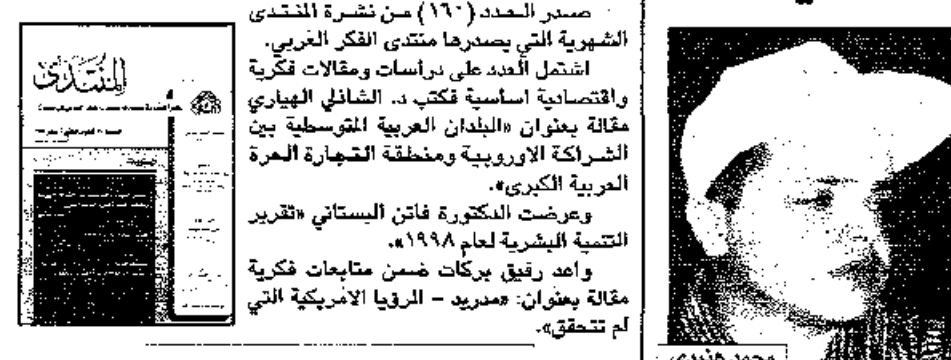 صدر العدد (١٦٠) من نشرة المنتدى
الشهرية التي يصدرها منتدى الفكر العربي.
اشتمل العدد على دراسات ومقالات فكرية
واقتصادية اساسية فكتب د. الشاذلي العياري
مقالة بعنوان «البلدان العربية المتوسطية بين
الشراكة الاوروبية ومنطقة التجارة الحرة
العربية الكبرى».
وعرضت الدكتورة فاتن البستاني «تقرير
التنمية البشرية لعام ١٩٩٨».
واعد رفيق بركات ضمن متابعات فكرية
مقالة بعنوان: «مدريد - الرؤيا الامريكية التي
لم تتحقق».
المنتدى
محمد هنيدي